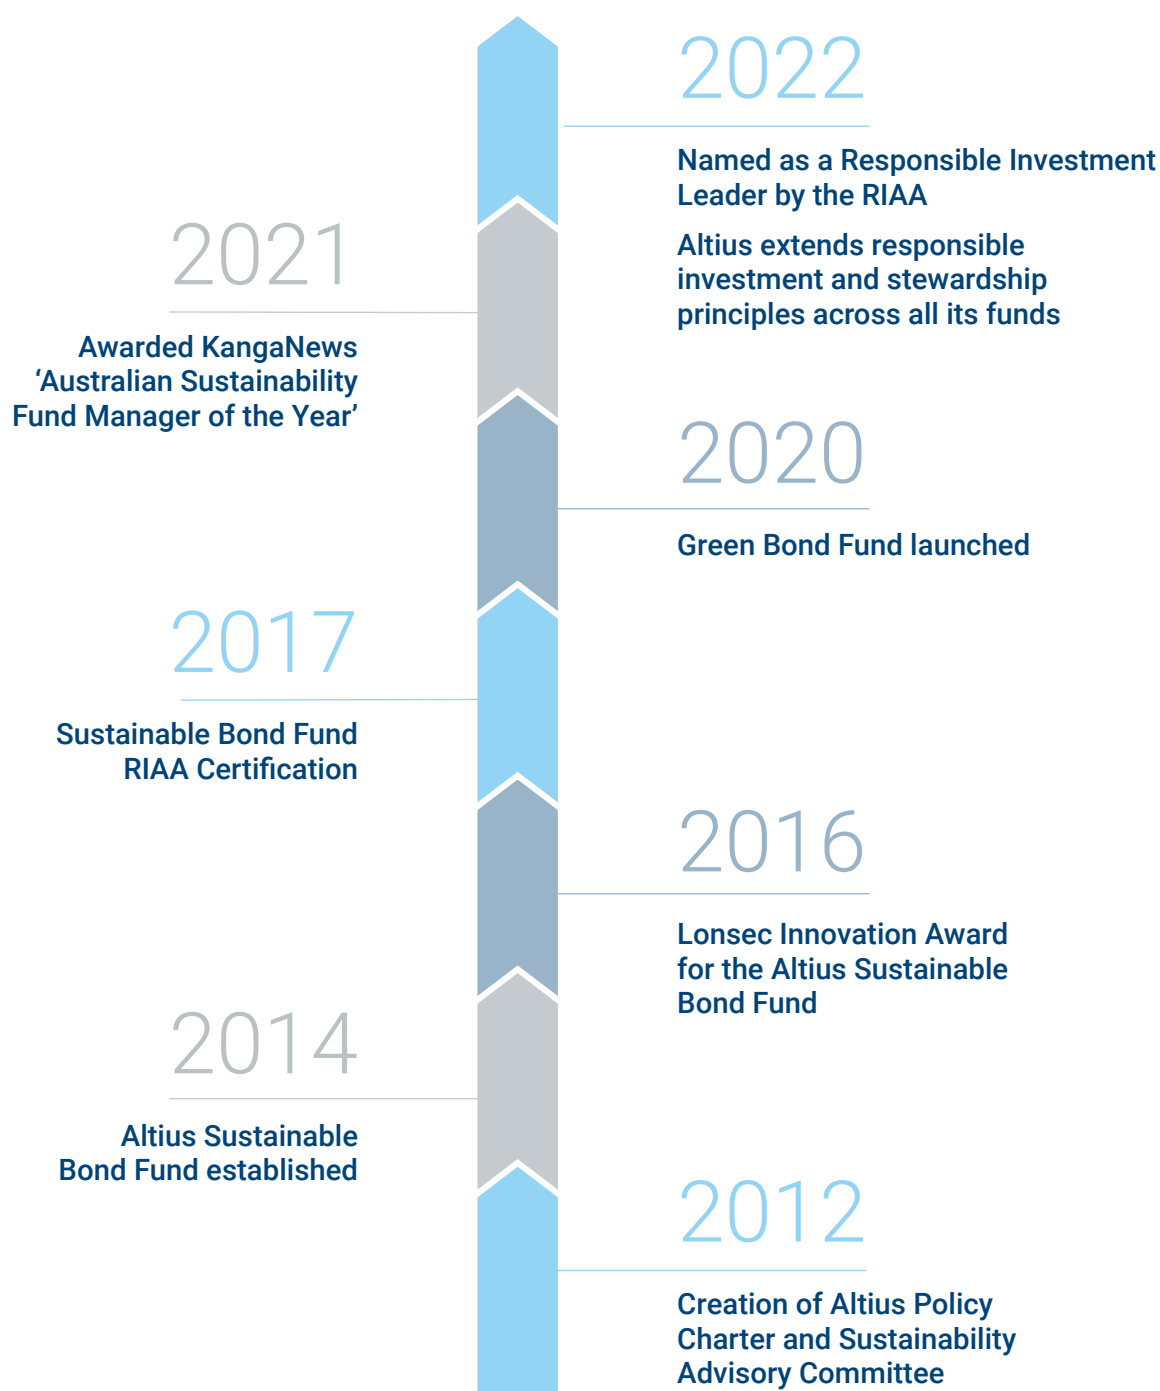 2022
Named as a Responsible Investment
Leader by the RIAA
Altius extends responsible
investment and stewardship
principles across all its funds
2021
Awarded KangaNews
‘Australian Sustainability
Fund Manager of the Year’
2020
Green Bond Fund launched
2017
Sustainable Bond Fund
RIAA Certification
2016
Lonsec Innovation Award
for the Altius Sustainable
Bond Fund
2014
Altius Sustainable
Bond Fund established
2012
Creation of Altius Policy
Charter and Sustainability
Advisory Committee